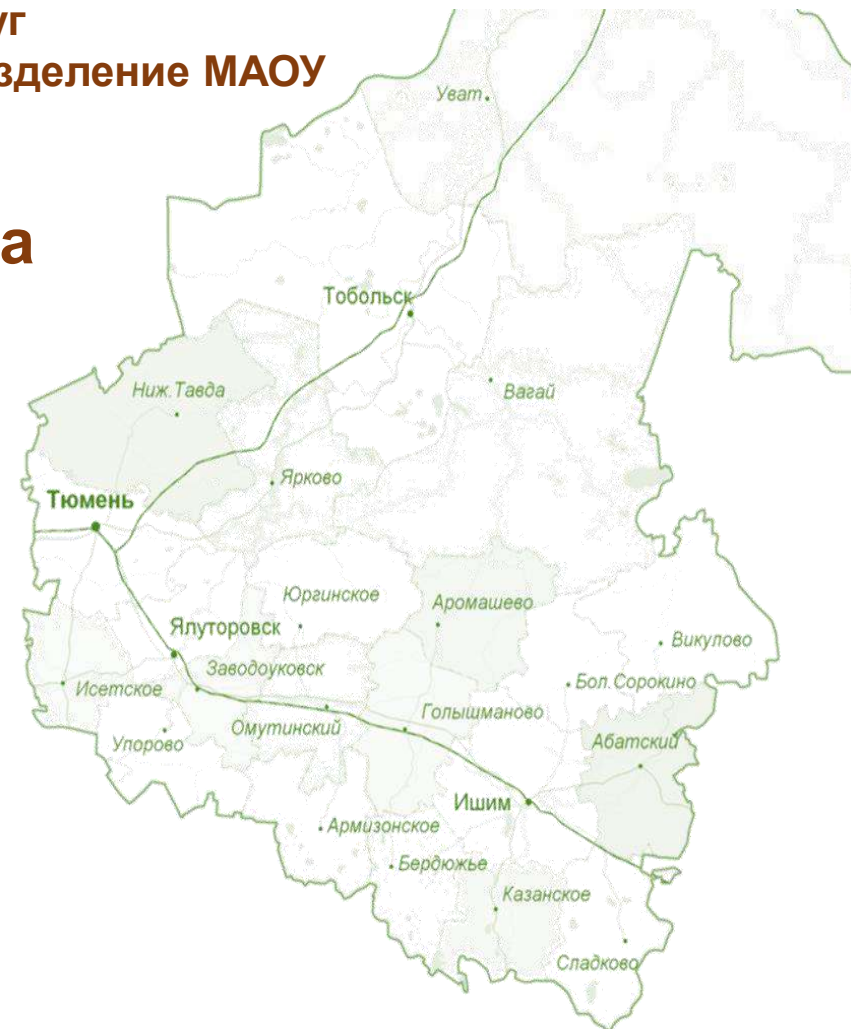 уг
зделение МАОУ
а
Уват
Тобольск
Ниж.Тавда
Вагай
Ярково
Тюмень
Юргинское
Аромашево
Ялуторовск
Викулово
Заводоуковск
Исетское
Бол.Сорокино
Омутинский
Голышманово
Упорово
Абатский
Ишим
Армизонское
Бердюжье
Казанское
Сладково